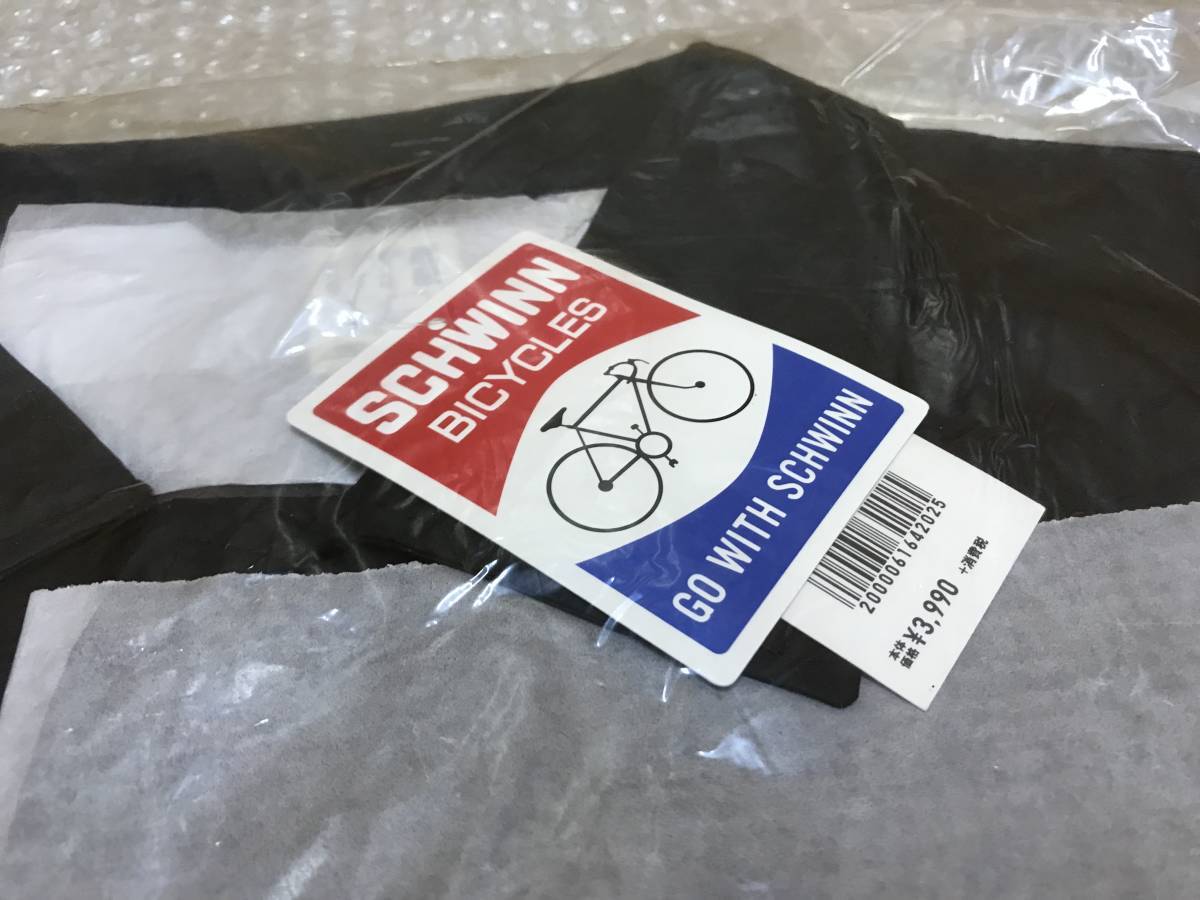 SCHWINN
BICYCLES
GO WITH SCHWINN
2000061642025
本体
価格 ¥3,990 +消費税